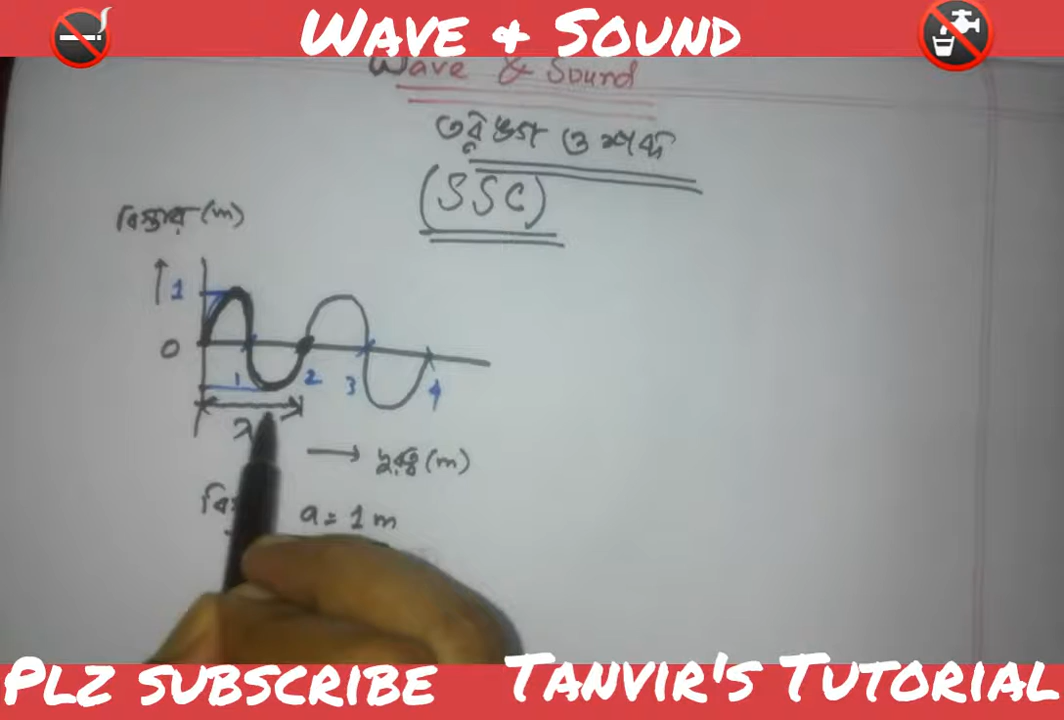 WAVE & SOUND
Wave & Sound
তরঙ্গ ও শব্দ
(SSC)
বিস্তার (m)
1
0
1 2 3 4
λ
→ দূরত্ব (m)
a = 1 m
PLZ SUBSCRIBE TANVIR'S TUTORIAL